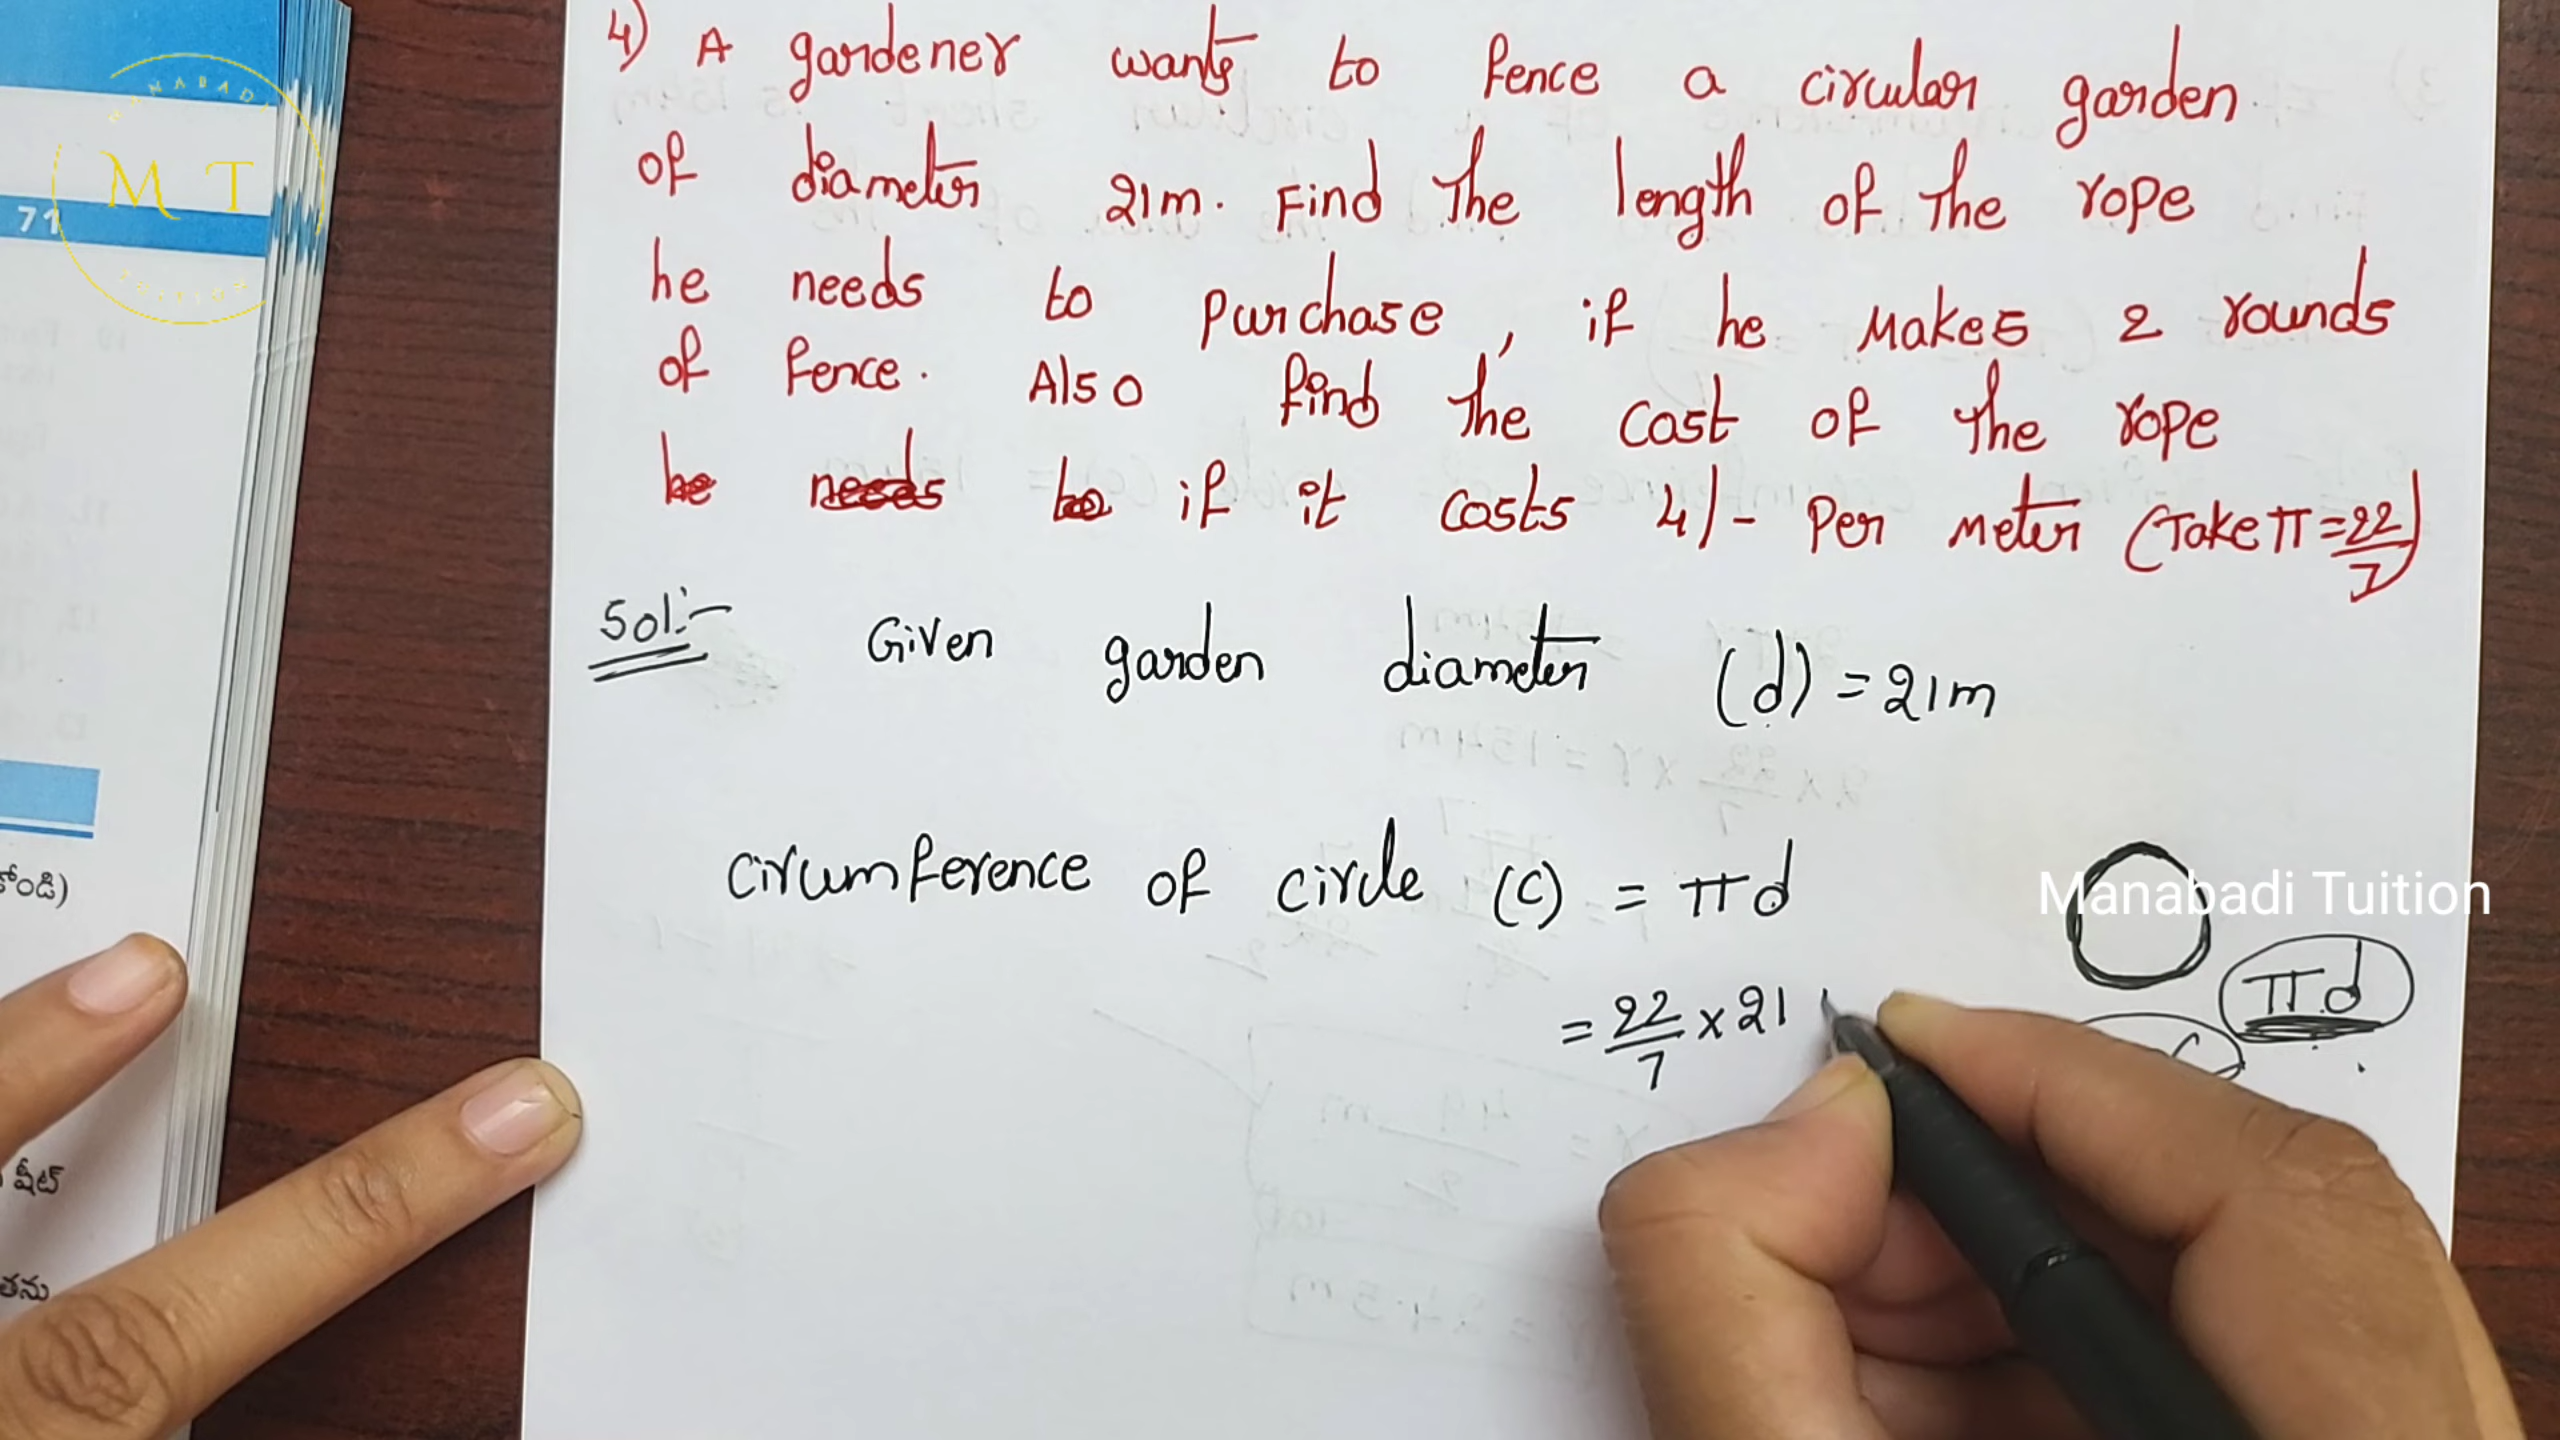 4) A gardener wants to fence a circular garden
of diameter 21m. Find the length of the rope
he needs to purchase, if he makes 2 rounds
of fence. Also find the cost of the rope
he needs to if it costs 4/- Per meter (Take π = 22/7)
Sol:- Given garden diameter (d) = 21m
circumference of circle (c) = πd
= 22/7 × 21
πd
Manabadi Tuition
MANABADI
M T
TUITION
71
షీట్
తను